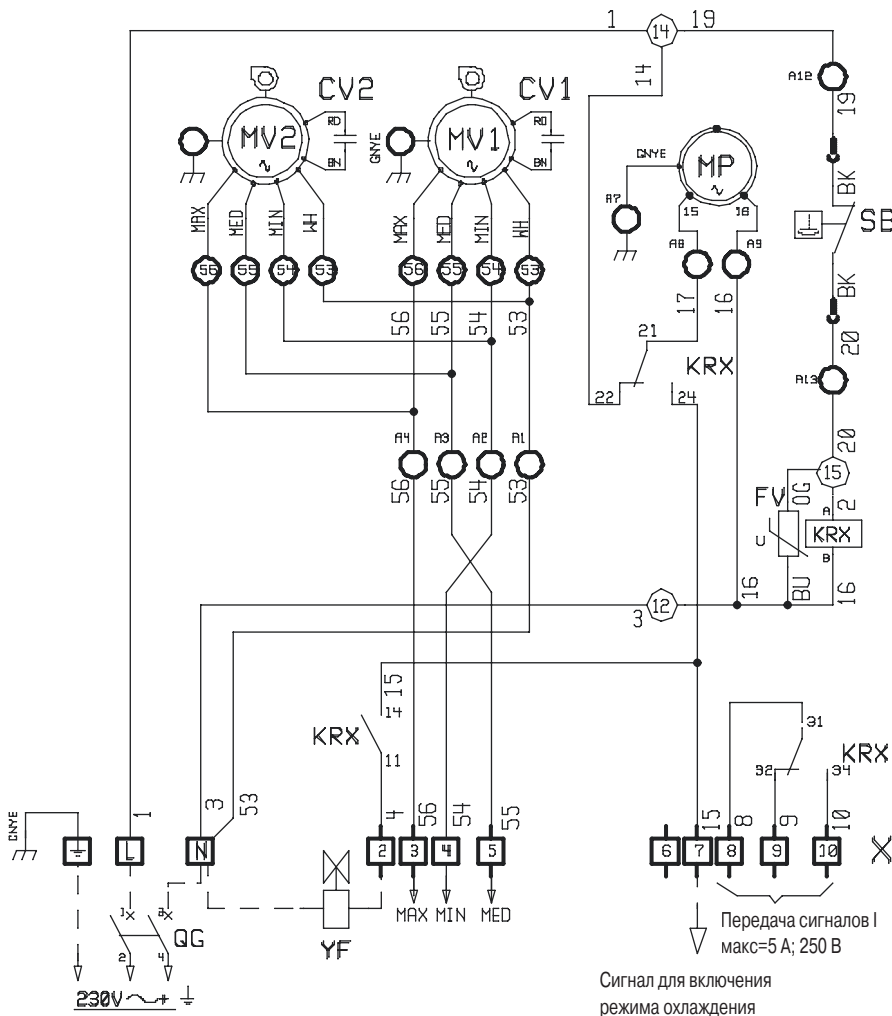 1 14 19
14
A12
19
CV2 CV1
RD RD
MV2 MV1 MP
GNYE GNYE
BN BN
BK
SB
MAX MED MIN WH MAX MED MIN WH
A7 15 16
A8 A9
56 55 54 53 56 55 54 53
BK
56 55 54 53 17 16
20
21
KRX
A13
22 24
A4 A3 A2 A1
20
56 55 54 53
15
FV OG 2
A
U KRX
B
16 BU 16
12
3
15
14
KRX
11
31
32 34
KRX
GNYE
1 3 53 4 56 54 55 15 8 9 10
L N 2 3 4 5 6 7 8 9 10 X
1 3
QG
2 4
YF
MAX MIN MED
230V
Передача сигналов I
макс=5 А; 250 В
Сигнал для включения
режима охлаждения